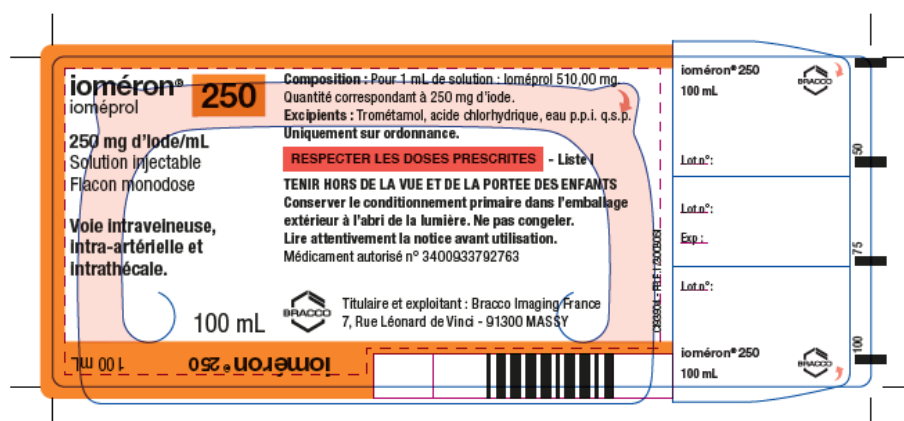 ioméron®
ioméprol
250
250 mg d'Iode/mL
Solution injectable
Flacon monodose
Voie intraveineuse,
intra-artérielle et
intrathécale.
100 mL
Composition : Pour 1 mL de solution : Ioméprol 510,00 mg.
Quantité correspondant à 250 mg d'iode.
Excipients : Trométamol, acide chlorhydrique, eau p.p.i. q.s.p.
Uniquement sur ordonnance.
RESPECTER LES DOSES PRESCRITES - Liste I
TENIR HORS DE LA VUE ET DE LA PORTEE DES ENFANTS
Conserver le conditionnement primaire dans l'emballage
extérieur à l'abri de la lumière. Ne pas congeler.
Lire attentivement la notice avant utilisation.
Médicament autorisé n° 3400933792763
BRACCO
Titulaire et exploitant : Bracco Imaging France
7, Rue Léonard de Vinci - 91300 MASSY
ioméron® 250
100 mL
ioméron® 250
100 mL
BRACCO
Lot n°:
Lot n°:
Exp :
Lot n°:
ioméron® 250
100 mL
BRACCO
50
75
100